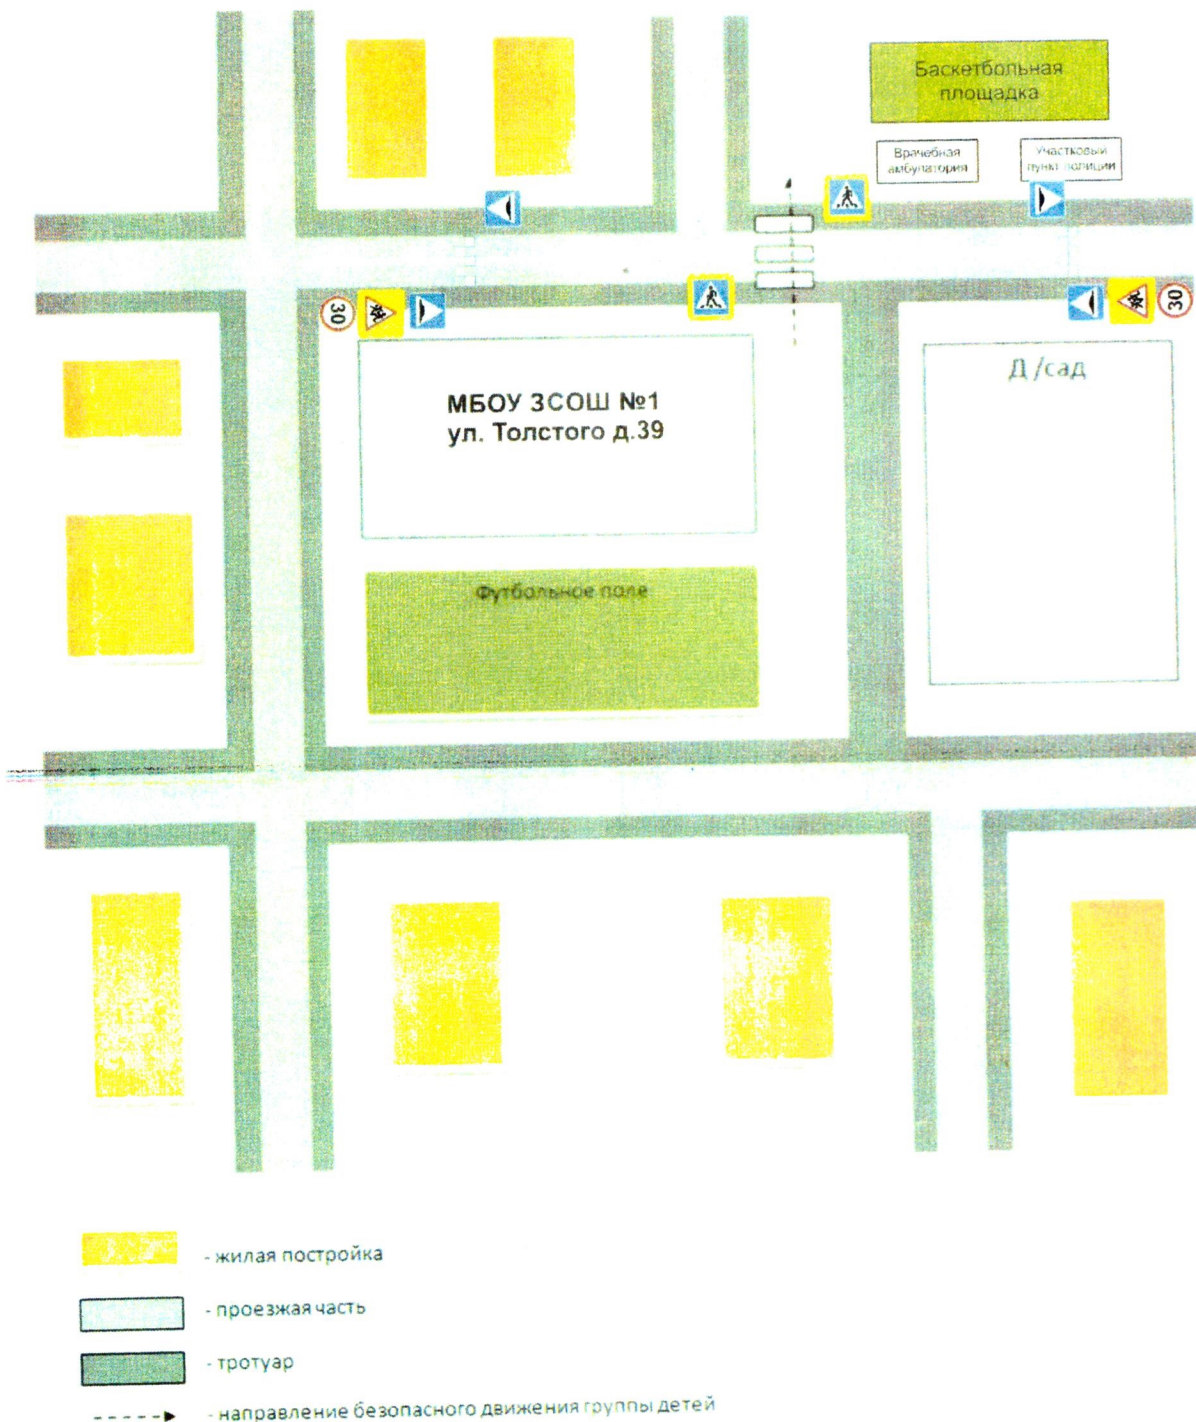 Баскетбольная
площадка
Врачебная
амбулатория
Участковый
пункт полиции
30
30
МБОУ ЗСОШ №1
ул. Толстого д.39
Д /сад
Футбольное поле
- жилая постройка
- проезжая часть
- тротуар
- направление безопасного движения группы детей